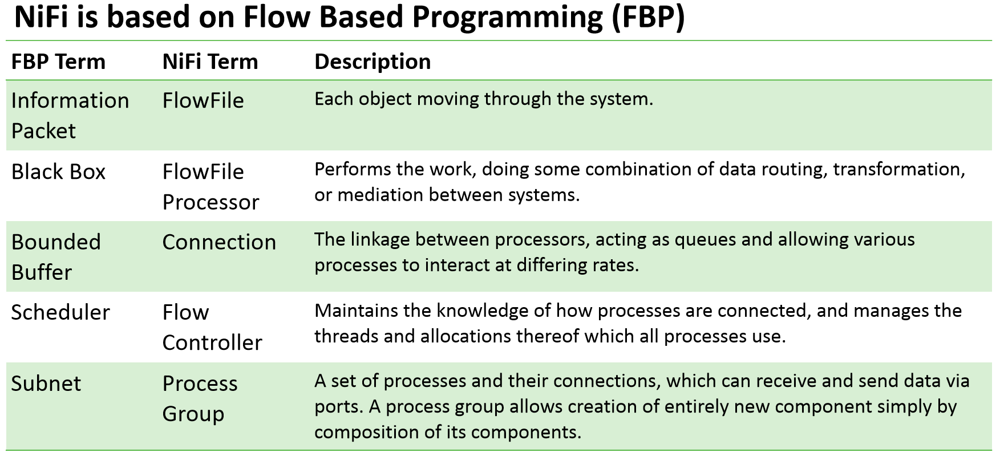 NiFi is based on Flow Based Programming (FBP)
FBP Term NiFi Term Description
Information Packet FlowFile Each object moving through the system.
Black Box FlowFile Processor Performs the work, doing some combination of data routing, transformation,
or mediation between systems.
Bounded Buffer Connection The linkage between processors, acting as queues and allowing various
processes to interact at differing rates.
Scheduler Flow Controller Maintains the knowledge of how processes are connected, and manages the
threads and allocations thereof which all processes use.
Subnet Process Group A set of processes and their connections, which can receive and send data via
ports. A process group allows creation of entirely new component simply by
composition of its components.